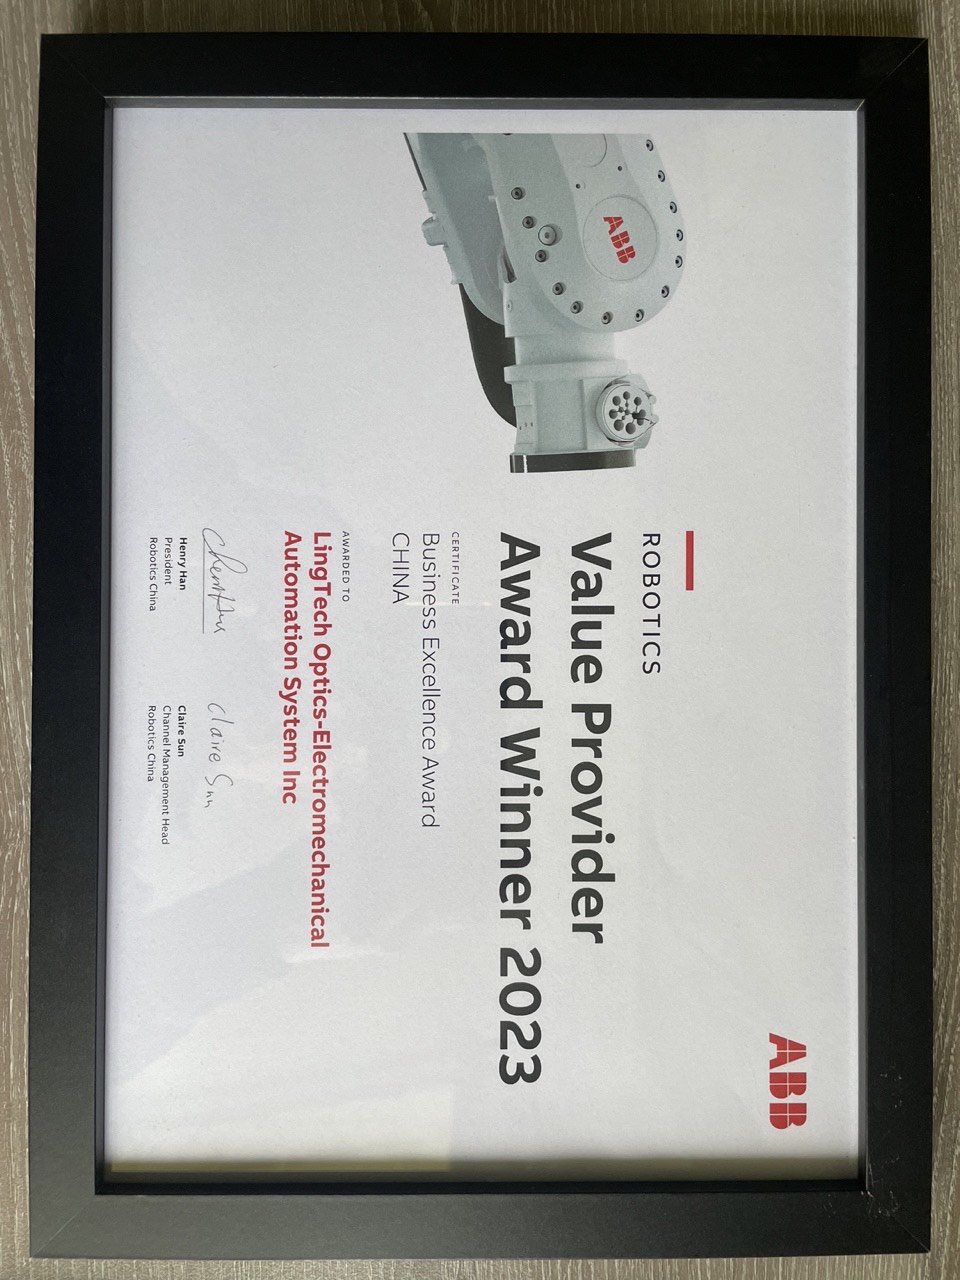 ABB
ABB
ROBOTICS
Value Provider
Award Winner 2023
CERTIFICATE
Business Excellence Award
CHINA
AWARDED TO
LingTech Optics-Electromechanical
Automation System Inc
Claire Sun
Henry Han
President
Robotics China
Claire Sun
Channel Management Head
Robotics China